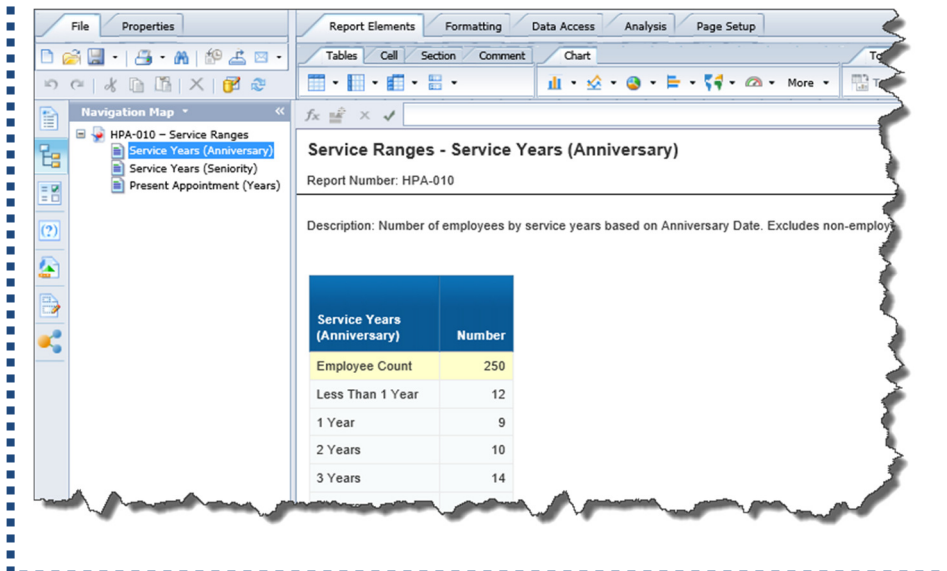 File Properties
Report Elements Formatting Data Access Analysis Page Setup
Tables Cell Section Comment Chart
More
Navigation Map
HPA-010 – Service Ranges
Service Years (Anniversary)
Service Years (Seniority)
Present Appointment (Years)
Service Ranges - Service Years (Anniversary)
Report Number: HPA-010
Description: Number of employees by service years based on Anniversary Date. Excludes
Service Years
(Anniversary) Number
Employee Count 250
Less Than 1 Year 12
1 Year 9
2 Years 10
3 Years 14